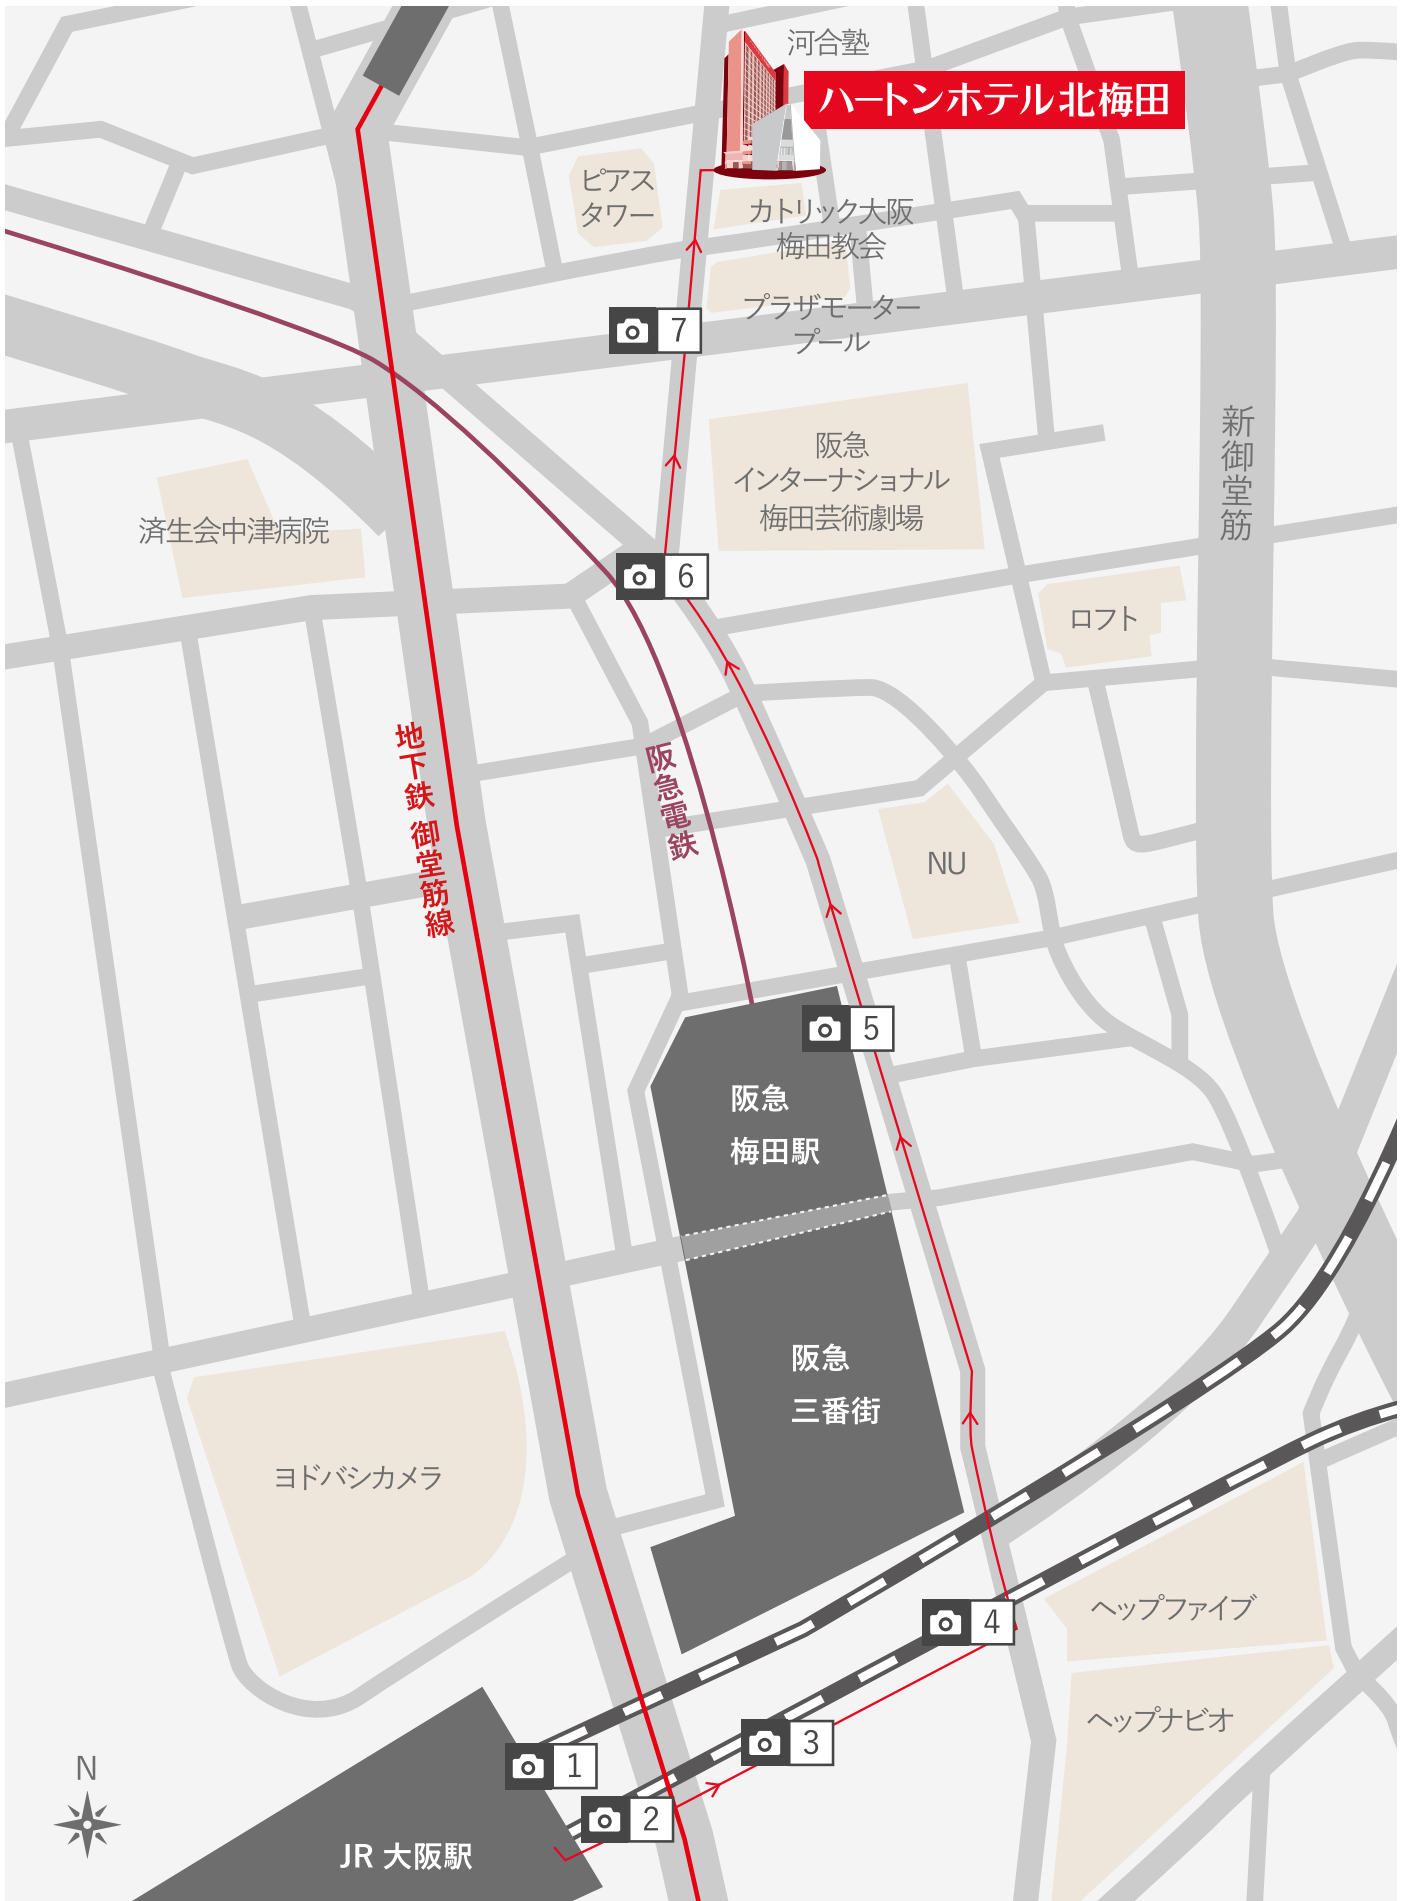 河合塾
ハートンホテル北梅田
ピアス
タワー
カトリック大阪
梅田教会
プラザモーター
プール
7
新御堂筋
阪急
インターナショナル
梅田芸術劇場
済生会中津病院
6
ロフト
地下鉄 御堂筋線
阪急電鉄
NU
5
阪急
梅田駅
阪急
三番街
ヨドバシカメラ
ヘップファイブ
4
ヘップナビオ
3
1
2
N
JR 大阪駅